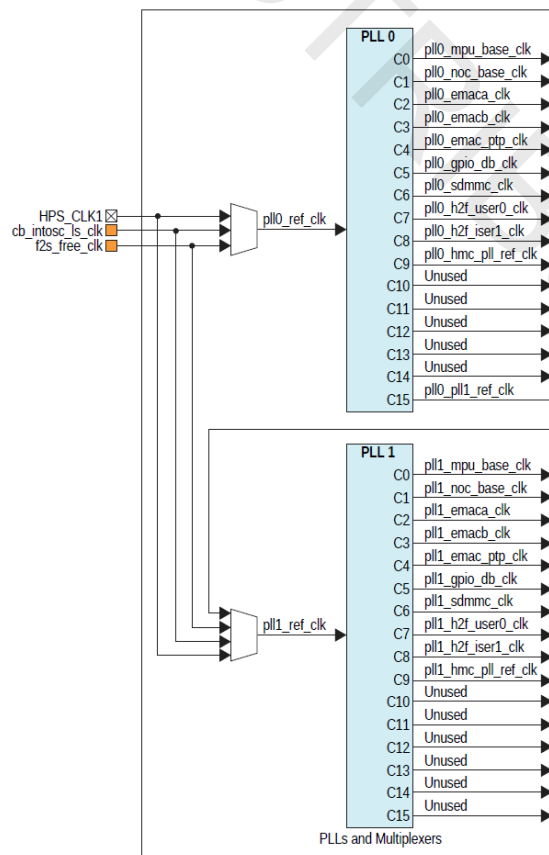 PLL 0
C0 pll0_mpu_base_clk
C1 pll0_noc_base_clk
C2 pll0_emaca_clk
C3 pll0_emacb_clk
C4 pll0_emac_ptp_clk
C5 pll0_gpio_db_clk
C6 pll0_sdmmc_clk
C7 pll0_h2f_user0_clk
C8 pll0_h2f_iser1_clk
C9 pll0_hmc_pll_ref_clk
C10 Unused
C11 Unused
C12 Unused
C13 Unused
C14 Unused
C15 pll0_pll1_ref_clk
HPS_CLK1
cb_intosc_ls_clk
f2s_free_clk
pll0_ref_clk
PLL 1
C0 pll1_mpu_base_clk
C1 pll1_noc_base_clk
C2 pll1_emaca_clk
C3 pll1_emacb_clk
C4 pll1_emac_ptp_clk
C5 pll1_gpio_db_clk
C6 pll1_sdmmc_clk
C7 pll1_h2f_user0_clk
C8 pll1_h2f_iser1_clk
C9 pll1_hmc_pll_ref_clk
C10 Unused
C11 Unused
C12 Unused
C13 Unused
C14 Unused
C15 Unused
pll1_ref_clk
PLLs and Multiplexers